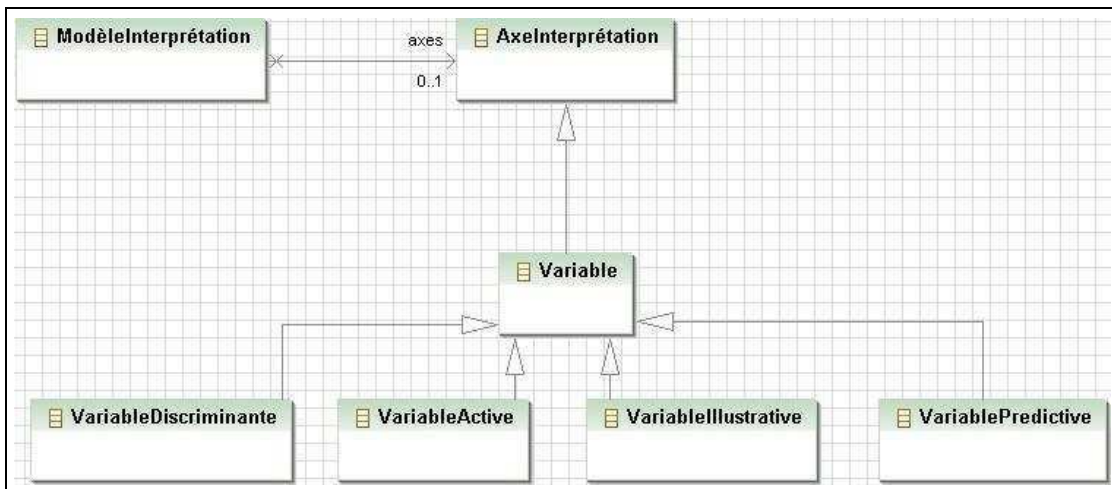 ModèleInterprétation
axes
AxeInterprétation
0..1
Variable
VariableDiscriminante
VariableActive
VariableIllustrative
VariablePredictive